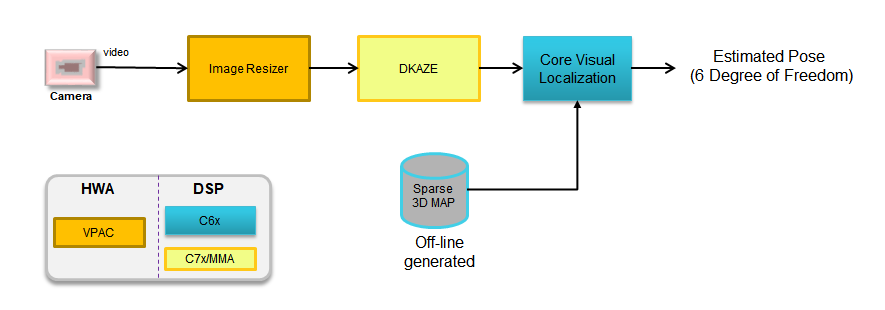 video
Camera
Image Resizer
DKAZE
Core Visual
Localization
Estimated Pose
(6 Degree of Freedom)
Sparse
3D MAP
Off-line
generated
HWA
DSP
VPAC
C6x
C7x/MMA